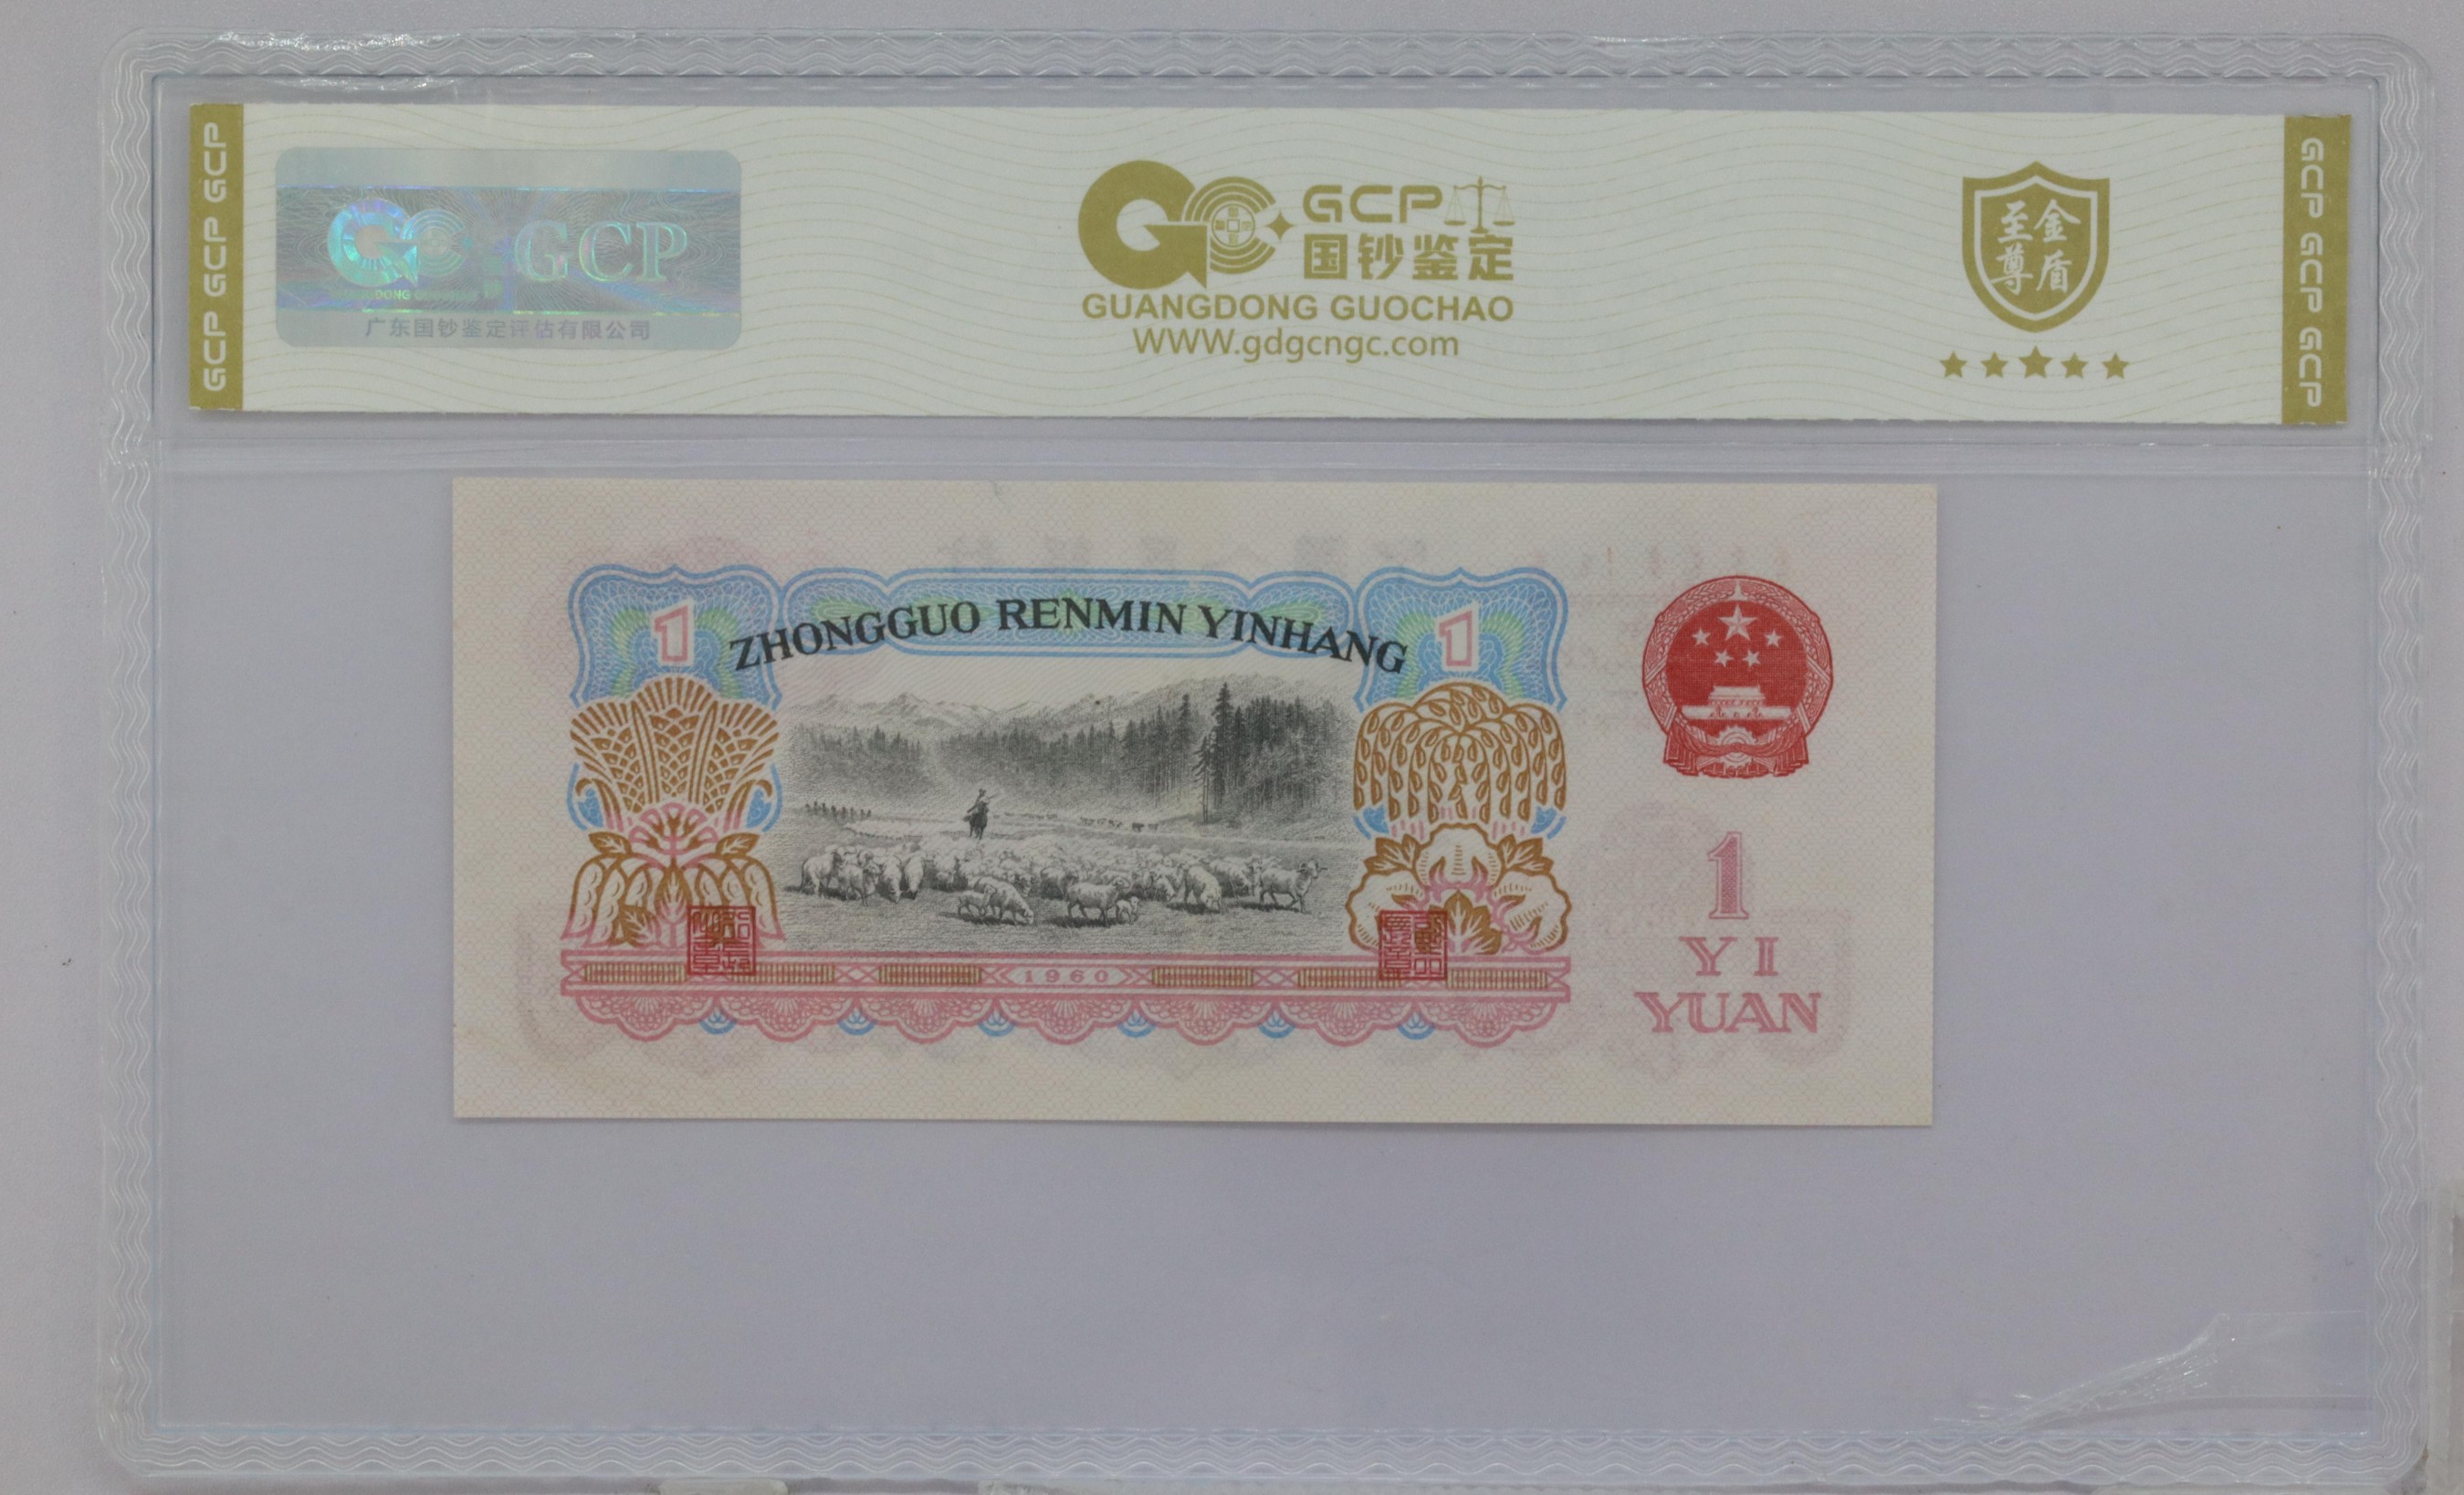 GCP GCP GCP
GCP
GUANGDONG GUOCHAO
广东国钞鉴定评估有限公司
GCP
国钞鉴定
GUANGDONG GUOCHAO
WWW.gdgcngc.com
至尊
金盾
GCP GCP GCP
1
ZHONGGUO RENMIN YINHANG
1
1960
1
YI
YUAN